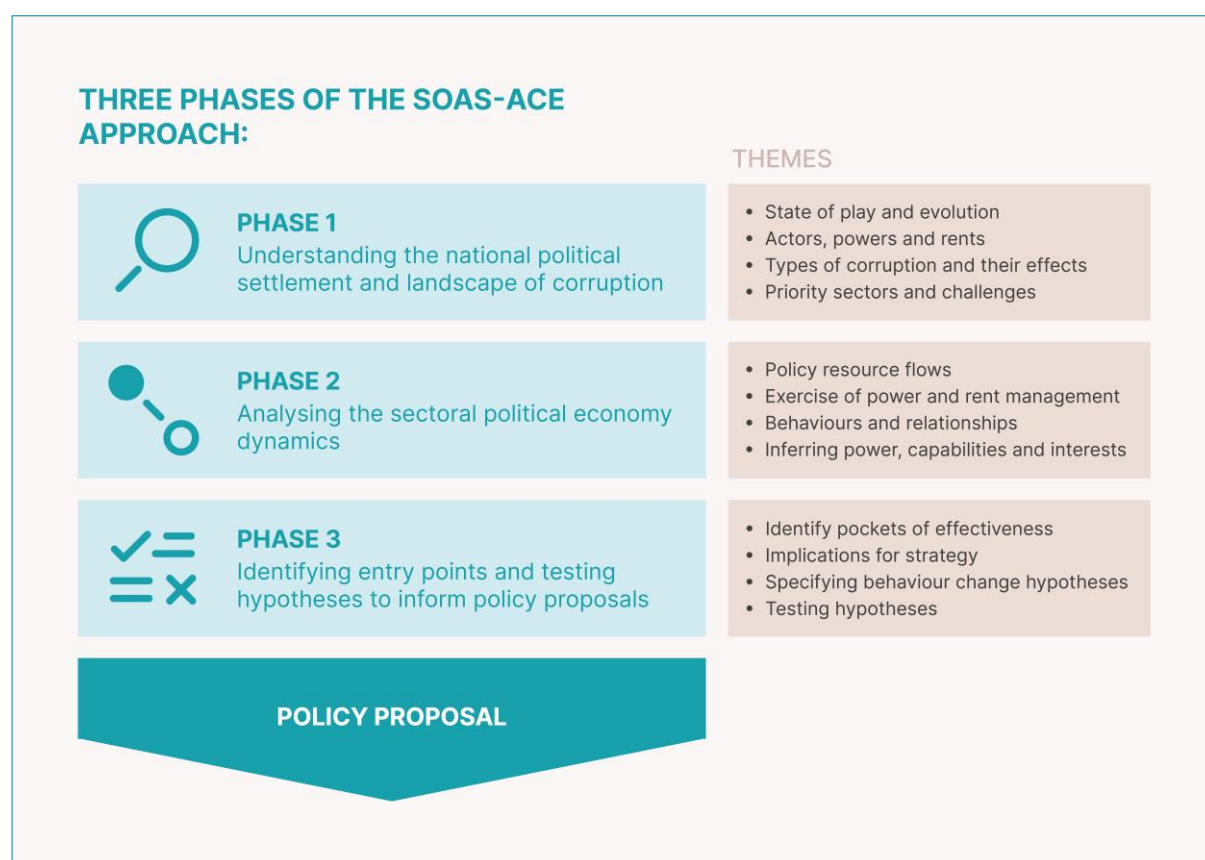 THREE PHASES OF THE SOAS-ACE
APPROACH:
THEMES
PHASE 1
Understanding the national political
settlement and landscape of corruption
• State of play and evolution
• Actors, powers and rents
• Types of corruption and their effects
• Priority sectors and challenges
PHASE 2
Analysing the sectoral political economy
dynamics
• Policy resource flows
• Exercise of power and rent management
• Behaviours and relationships
• Inferring power, capabilities and interests
PHASE 3
Identifying entry points and testing
hypotheses to inform policy proposals
• Identify pockets of effectiveness
• Implications for strategy
• Specifying behaviour change hypotheses
• Testing hypotheses
POLICY PROPOSAL